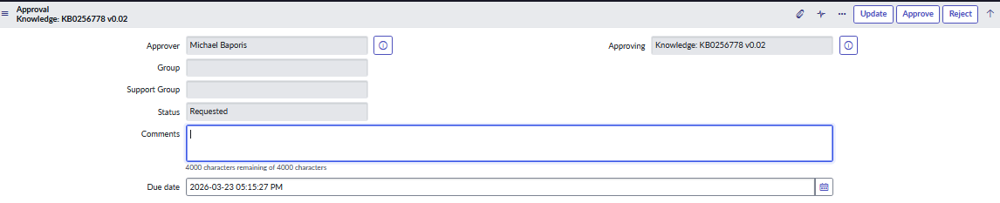 Approval
Knowledge: KB0256778 v0.02
Update Approve Reject
Approver Michael Baporis Approving Knowledge: KB0256778 v0.02
Group
Support Group
Status Requested
Comments
4000 characters remaining of 4000 characters
Due date 2026-03-23 05:15:27 PM